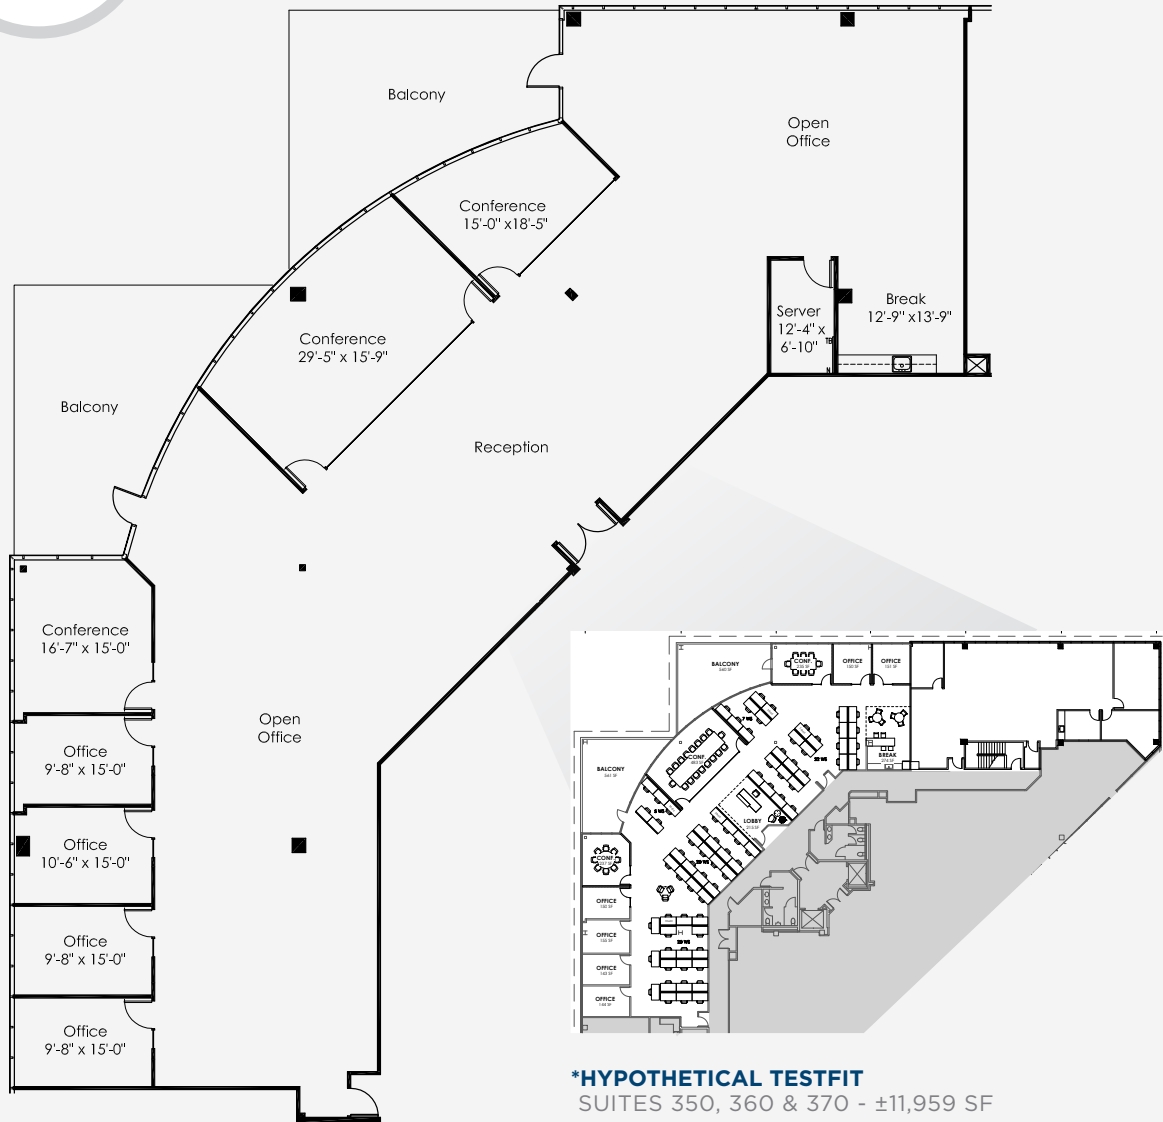 Balcony
Open
Office
Conference
15'-0" x18'-5"
Server
12'-4" x
6'-10"
TB
N
Break
12'-9" x13'-9"
Conference
29'-5" x 15'-9"
Balcony
Reception
Conference
16'-7" x 15'-0"
Open
Office
Office
9'-8" x 15'-0"
Office
10'-6" x 15'-0"
Office
9'-8" x 15'-0"
Office
9'-8" x 15'-0"
BALCONY
CONF.
OFFICE
OFFICE
BREAK
CONF.
BALCONY
LOBBY
CONF.
OFFICE
OFFICE
OFFICE
OFFICE
*HYPOTHETICAL TESTFIT
SUITES 350, 360 & 370 - ±11,959 SF